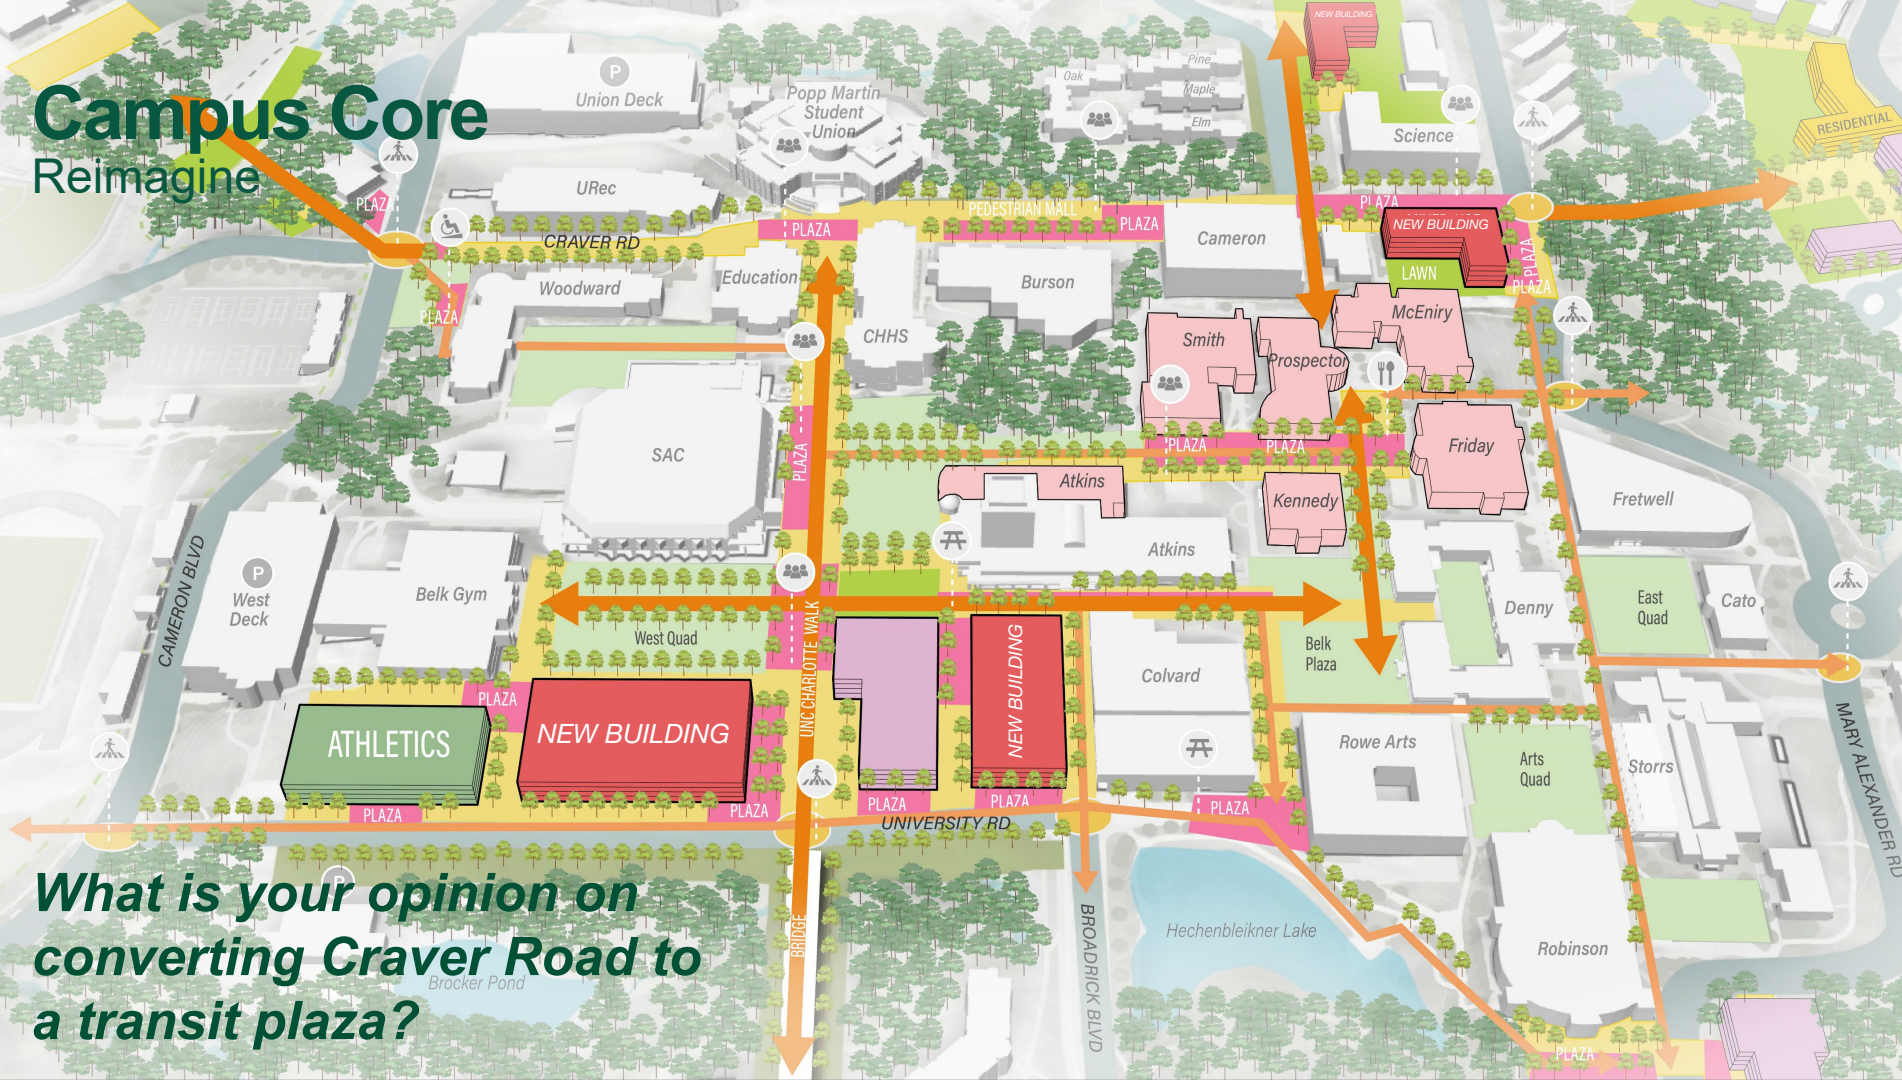 NEW BUILDING
Campus Core
Reimagine
P
Union Deck
Popp Martin
Student
Union
Oak
Pine
Maple
Elm
Science
RESIDENTIAL
PLAZA
URec
CRAVER RD
PLAZA
PEDESTRIAN MALL
PLAZA
Cameron
PLAZA
NEW BUILDING
PLAZA
LAWN
PLAZA
Woodward
PLAZA
Education
CHHS
Burson
Smith
Prospector
McEniry
SAC
PLAZA
PLAZA
PLAZA
Friday
Atkins
Kennedy
Fretwell
Atkins
CAMERON BLVD
P
West
Deck
Belk Gym
West Quad
UNC CHARLOTTE WALK
Belk
Plaza
Denny
East
Quad
Cato
PLAZA
ATHLETICS
NEW BUILDING
NEW BUILDING
Colvard
Rowe Arts
Arts
Quad
Storrs
MARY ALEXANDER RD
PLAZA
PLAZA
PLAZA
PLAZA
PLAZA
UNIVERSITY RD
P
What is your opinion on
converting Craver Road to
a transit plaza?
Brocker Pond
BRIDGE
BROADRICK BLVD
Hechenbleikner Lake
Robinson
PLAZA